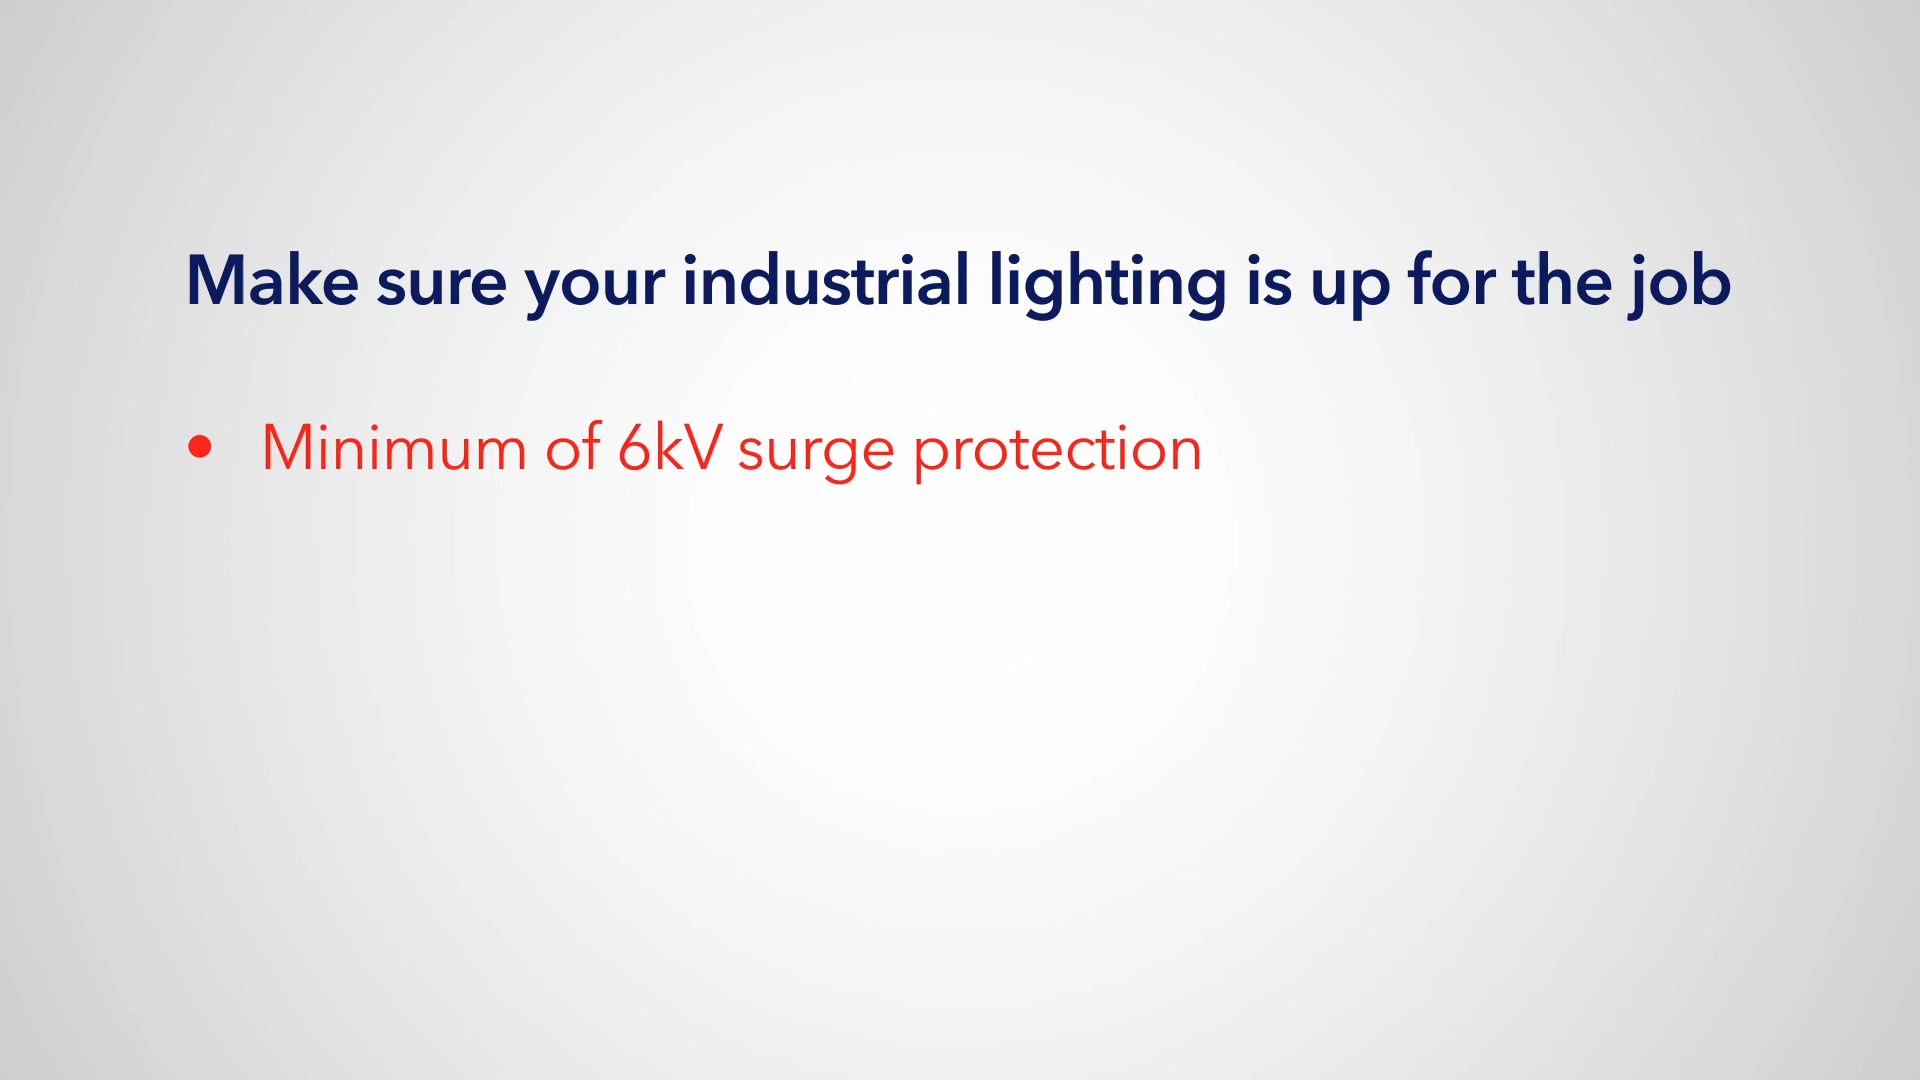 Make sure your industrial lighting is up for the job
• Minimum of 6kV surge protection